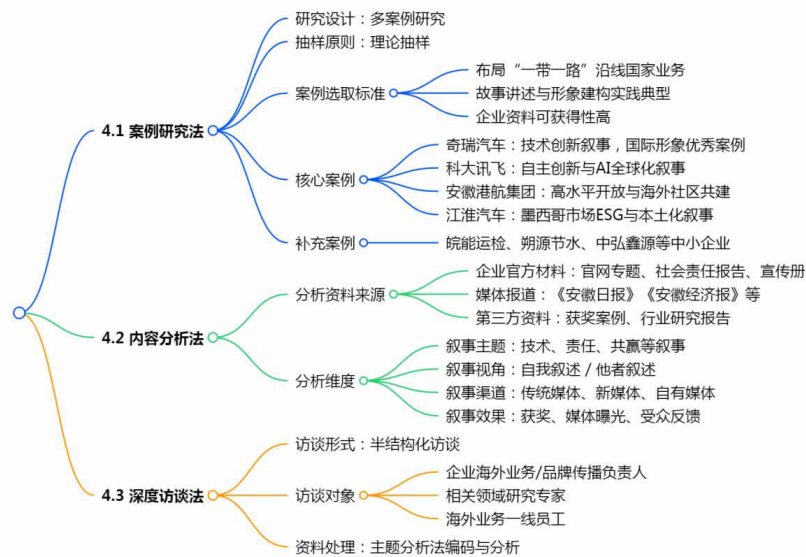 4.1 案例研究法
研究设计：多案例研究
抽样原则：理论抽样
案例选取标准
布局“一带一路”沿线国家业务
故事讲述与形象建构实践典型
企业资料可获得性高
核心案例
奇瑞汽车：技术创新叙事，国际形象优秀案例
科大讯飞：自主创新与AI全球化叙事
安徽港航集团：高水平开放与海外社区共建
江淮汽车：墨西哥市场ESG与本土化叙事
补充案例
皖能运检、朔源节水、中弘鑫源等中小企业
4.2 内容分析法
分析资料来源
企业官方材料：官网专题、社会责任报告、宣传册
媒体报道：《安徽日报》《安徽经济报》等
第三方资料：获奖案例、行业研究报告
分析维度
叙事主题：技术、责任、共赢等叙事
叙事视角：自我叙述 / 他者叙述
叙事渠道：传统媒体、新媒体、自有媒体
叙事效果：获奖、媒体曝光、受众反馈
4.3 深度访谈法
访谈形式：半结构化访谈
访谈对象
企业海外业务/品牌传播负责人
相关领域研究专家
海外业务一线员工
资料处理：主题分析法编码与分析